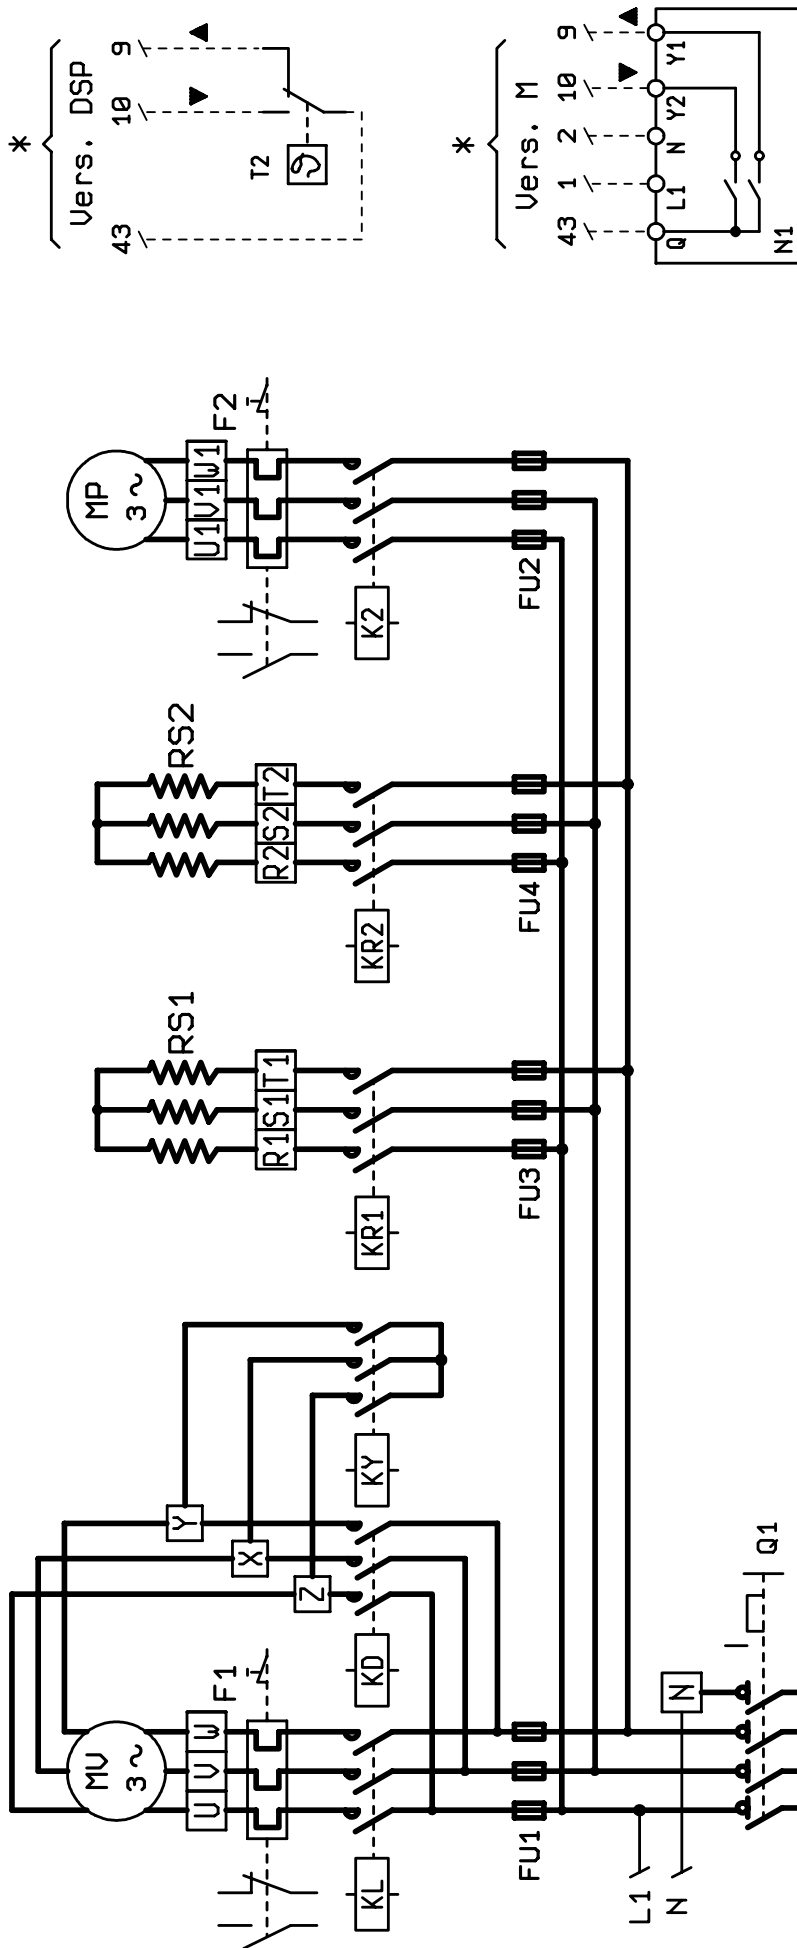 MV
3~
U V W
F1
Y
X
Z
KL
KD
KY
FU1
L1
N
N
Q1
RS1
R1 S1 T1
KR1
FU3
RS2
R2 S2 T2
KR2
FU4
MP
3~
U1 V1 W1
F2
K2
FU2
*
Vers. DSP
43 10 9
T2
*
Vers. M
43 1 2 10 9
Q L1 N Y2 Y1
N1